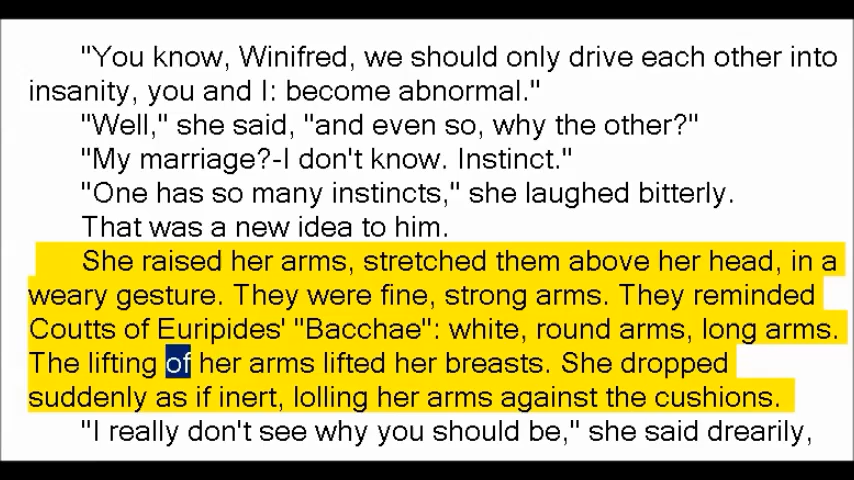 "You know, Winifred, we should only drive each other into
insanity, you and I: become abnormal."
"Well," she said, "and even so, why the other?"
"My marriage?-I don't know. Instinct."
"One has so many instincts," she laughed bitterly.
That was a new idea to him.
She raised her arms, stretched them above her head, in a
weary gesture. They were fine, strong arms. They reminded
Coutts of Euripides' "Bacchae": white, round arms, long arms.
The lifting of her arms lifted her breasts. She dropped
suddenly as if inert, lolling her arms against the cushions.
"I really don't see why you should be," she said drearily,